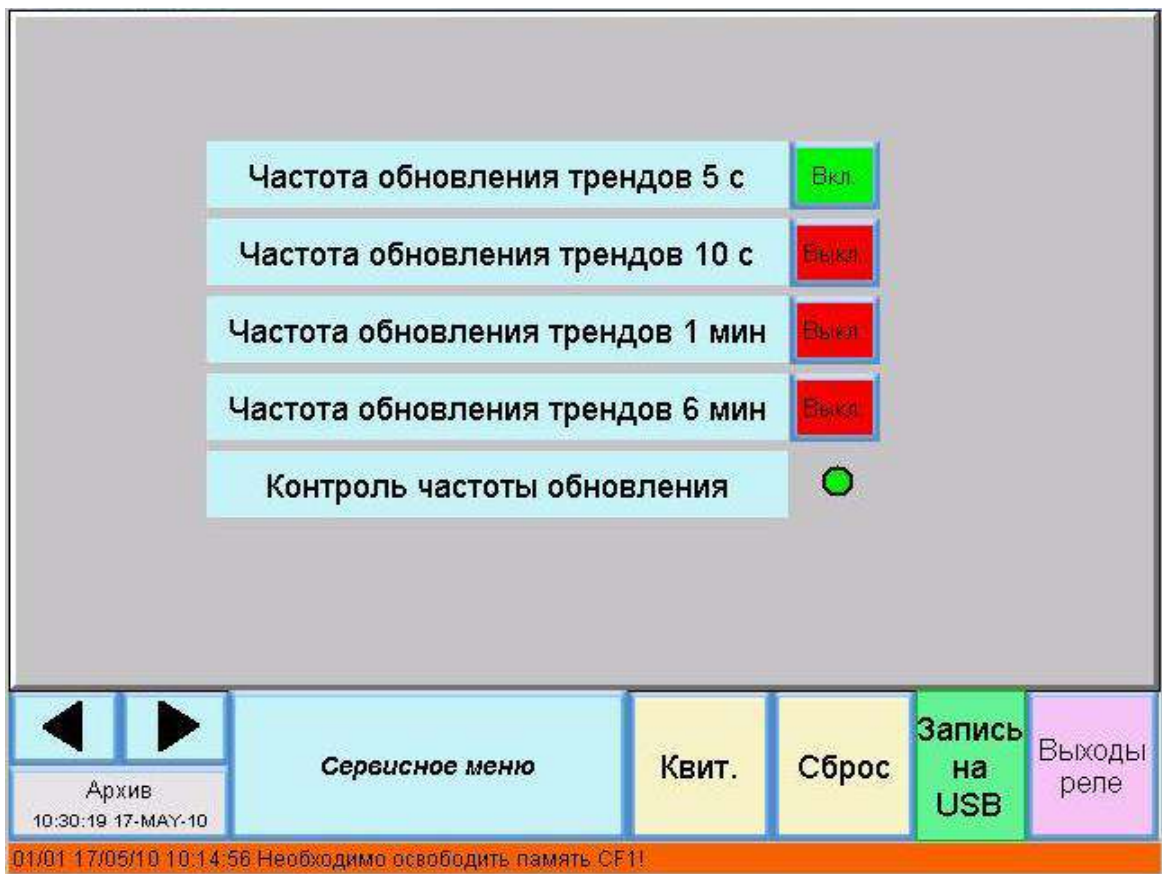 Частота обновления трендов 5 с
Вкл.
Частота обновления трендов 10 с
Выкл.
Частота обновления трендов 1 мин
Выкл.
Частота обновления трендов 6 мин
Выкл.
Контроль частоты обновления
Архив
10:30:19 17-MAY-10
Сервисное меню
Квит.
Сброс
Запись
на
USB
Выходы
реле
01/01 17/05/10 10:14:56 Необходимо освободить память CF1!